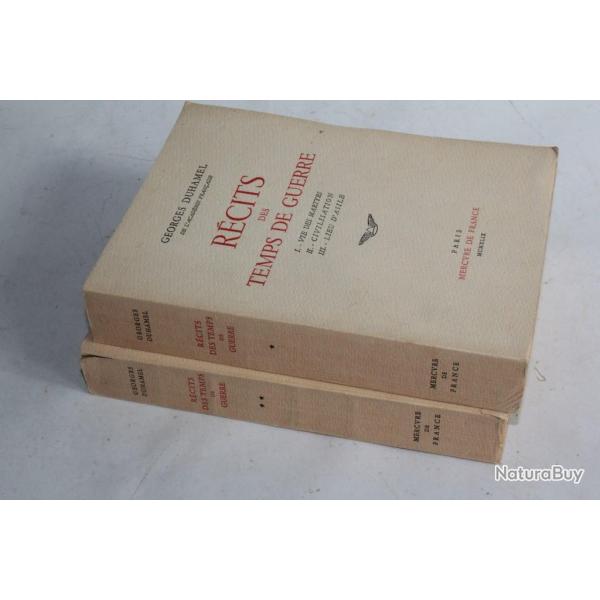 GEORGES DUHAMEL
DE L'ACADÉMIE FRANÇAISE
RÉCITS
DES
TEMPS DE GUERRE
I. - VIE DES MARTYRS
II. - CIVILISATION
III. - LIEU D'ASILE
PARIS
MERCVRE DE FRANCE
MCMXLIX
GEORGES
DUHAMEL
RÉCITS
DES TEMPS
DE
GUERRE
*
MERCVRE
DE
FRANCE
GEORGES
DUHAMEL
RÉCITS
DES TEMPS
DE
GUERRE
**
MERCVRE
DE
FRANCE
NaturaBuy